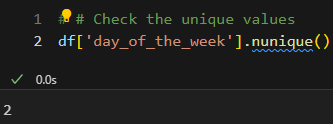 1 # # Check the unique values
2 df['day_of_the_week'].nunique()
0.0s
2